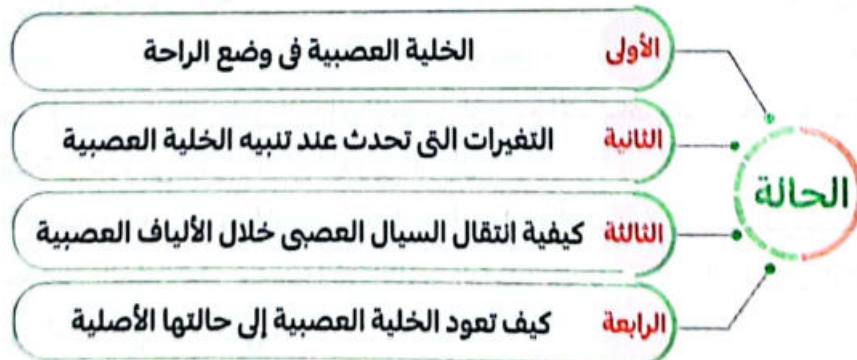 الحالة
الأولى الخلية العصبية فى وضع الراحة
الثانية التغيرات التى تحدث عند تنبيه الخلية العصبية
الثالثة كيفية انتقال السيال العصبى خلال الألياف العصبية
الرابعة كيف تعود الخلية العصبية إلى حالتها الأصلية